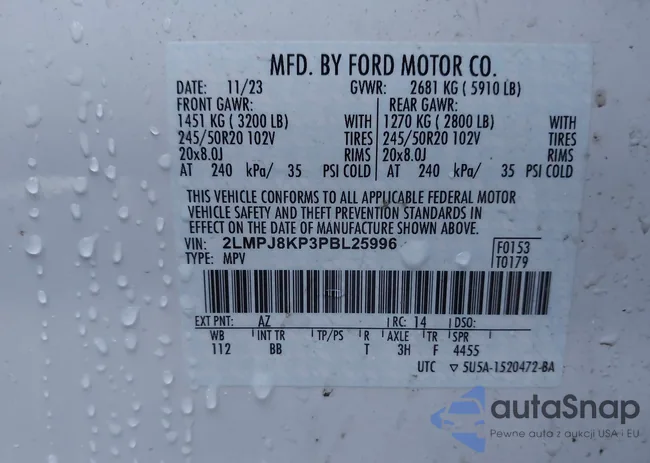 MFD. BY FORD MOTOR CO.
DATE: 11/23 GVWR: 2681 KG ( 5910 LB)
FRONT GAWR: REAR GAWR:
1451 KG ( 3200 LB) WITH 1270 KG ( 2800 LB) WITH
245/50R20 102V TIRES 245/50R20 102V TIRES
20x8.0J RIMS 20x8.0J RIMS
AT 240 kPa/ 35 PSI COLD AT 240 kPa/ 35 PSI COLD
THIS VEHICLE CONFORMS TO ALL APPLICABLE FEDERAL MOTOR
VEHICLE SAFETY AND THEFT PREVENTION STANDARDS IN
EFFECT ON THE DATE OF MANUFACTURE SHOWN ABOVE.
VIN: 2LMPJ8KP3PBL25996 F0153
TYPE: MPV T0179
EXT PNT: AZ RC: 14 DSO:
WB INT TR TP/PS R AXLE TR SPR
112 BB T 3H F 4455
UTC ▽ 5U5A-1520472-BA
autaSnap
Pewne auta z aukcji USA i EU